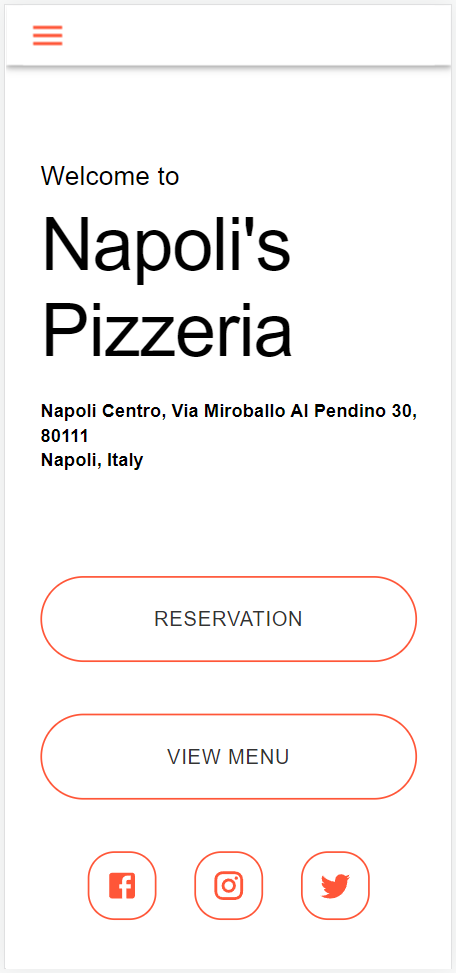 Welcome to
Napoli's
Pizzeria
Napoli Centro, Via Miroballo Al Pendino 30,
80111
Napoli, Italy
RESERVATION
VIEW MENU